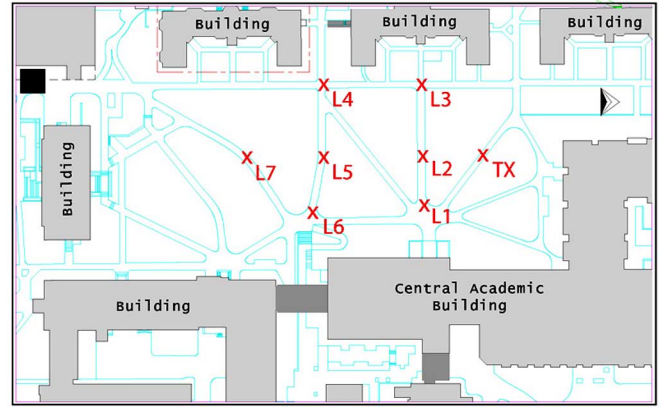 Building
Building
Building
X
L4
X
L3
Building
X
L7
X
L5
X
L2
X
TX
X
L6
X
L1
Building
Central Academic
Building